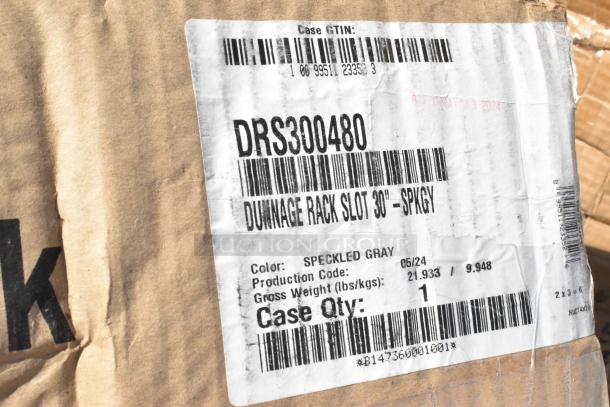 Case GTIN:
DRS300480
DUNNAGE RACK SLOT 30" -SPKGY
Color: SPECKLED GRAY
Production Code: 05/24
Gross Weight (lbs/kgs): 21.933 / 9.948
Case Qty: 1
*B147360001001*
k